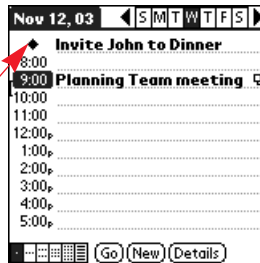 Nov 12, 03 S M T W T F S
Invite John to Dinner
8:00
9:00 Planning Team meeting
10:00
11:00
12:00P
1:00P
2:00P
3:00P
4:00P
5:00P
Go New Details